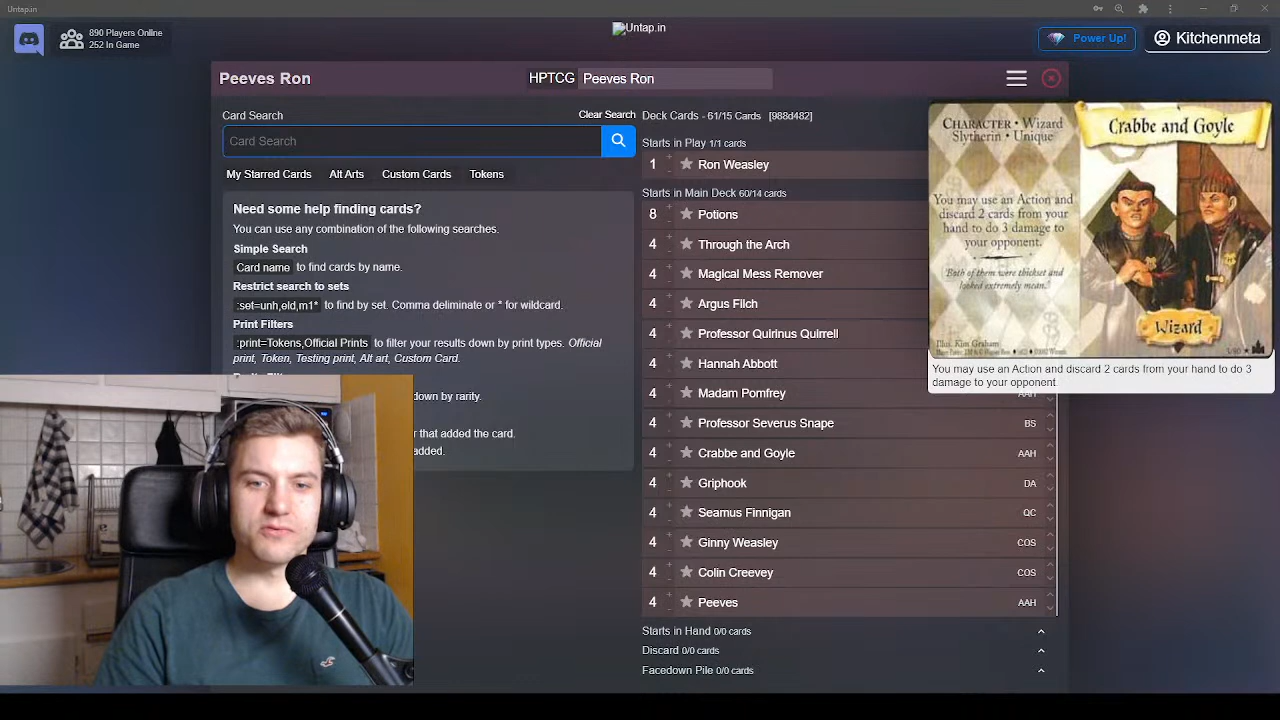 Untap.in
890 Players Online
252 In Game
Untap.in
Power Up!
Kitchenmeta
Peeves Ron
HPTCG
Peeves Ron
Card Search
Clear Search
Card Search
My Starred Cards
Alt Arts
Custom Cards
Tokens
Need some help finding cards?
You can use any combination of the following searches.
Simple Search
Card name to find cards by name.
Restrict search to sets
:set=unh,eld,m1* to find by set. Comma deliminate or * for wildcard.
Print Filters
:print=Tokens,Official Prints to filter your results down by print types. Official
print, Token, Testing print, Alt art, Custom Card.
down by rarity.
that added the card.
added.
Deck Cards - 61/15 Cards [988d482]
Starts in Play 1/1 cards
1 Ron Weasley
Starts in Main Deck 60/14 cards
8 Potions
4 Through the Arch
4 Magical Mess Remover
4 Argus Filch
4 Professor Quirinus Quirrell
4 Hannah Abbott
4 Madam Pomfrey AAH
4 Professor Severus Snape BS
4 Crabbe and Goyle AAH
4 Griphook DA
4 Seamus Finnigan QC
4 Ginny Weasley COS
4 Colin Creevey COS
4 Peeves AAH
Starts in Hand 0/0 cards
Discard 0/0 cards
Facedown Pile 0/0 cards
Character • Wizard
Slytherin • Unique
Crabbe and Goyle
You may use an Action and
discard 2 cards from your
hand to do 3 damage to
your opponent.
"Both of them were thickset and
looked extremely mean."
Wizard
Illus. Kim Graham
You may use an Action and discard 2 cards from your hand to do 3
damage to your opponent.